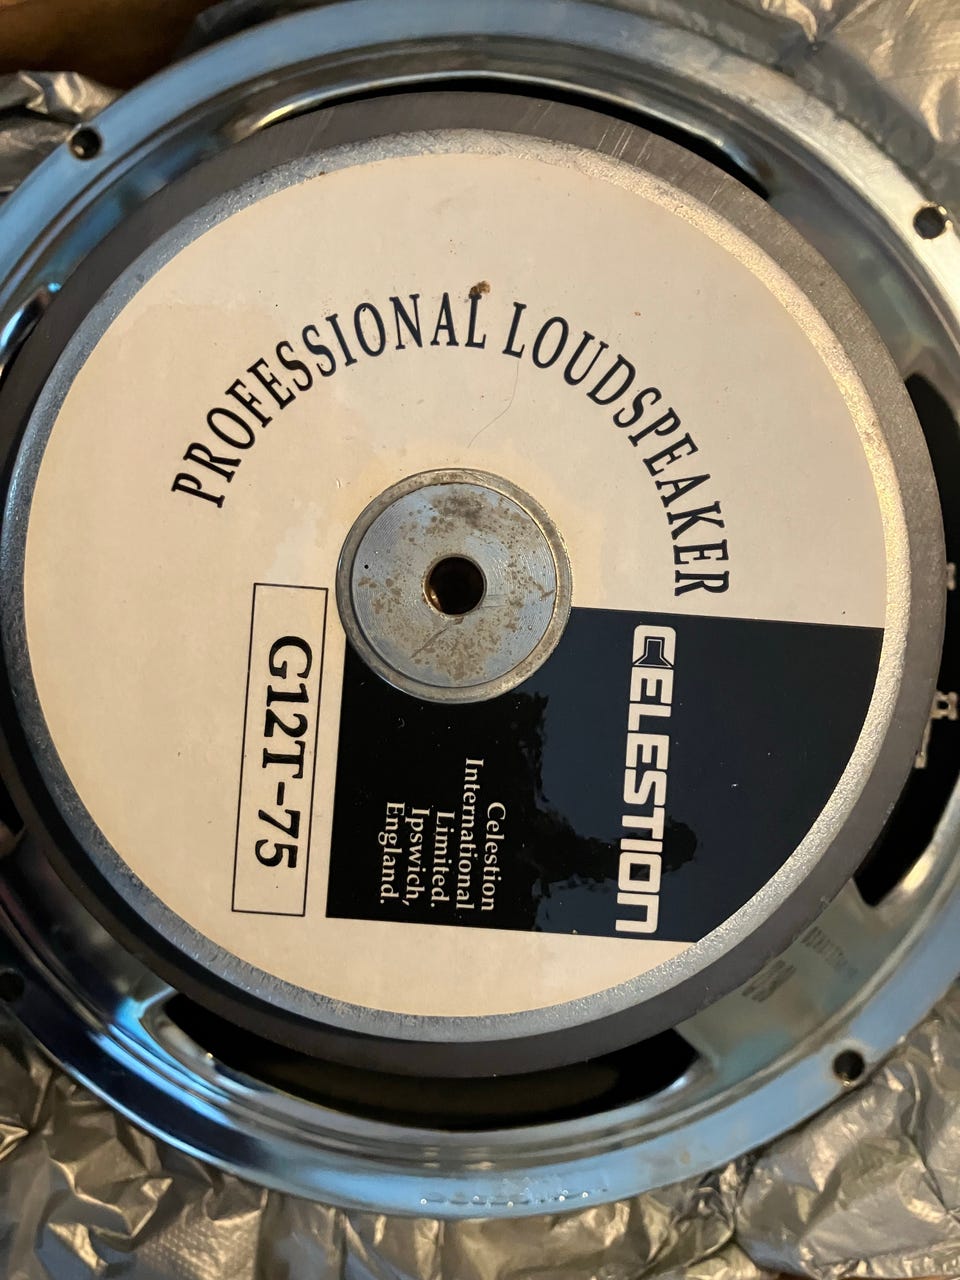 PROFESSIONAL LOUDSPEAKER
CELESTION
Celestion
International
Limited.
Ipswich,
England.
G12T-75